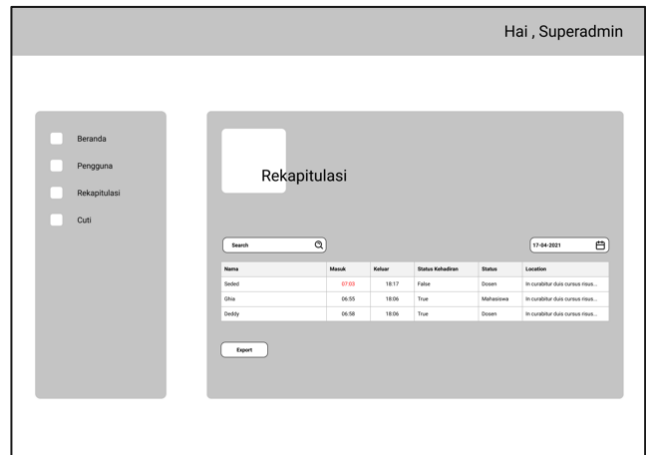 Hai , Superadmin
Beranda
Pengguna
Rekapitulasi
Cuti
Rekapitulasi
Search 17-04-2021
Nama Masuk Keluar Status Kehadiran Status Location
Seded 07:03 18:17 False Dosen In curabitur duis cursus risus...
Ghia 06:55 18:06 True Mahasiswa In curabitur duis cursus risus...
Deddy 06:58 18:06 True Dosen In curabitur duis cursus risus...
Export